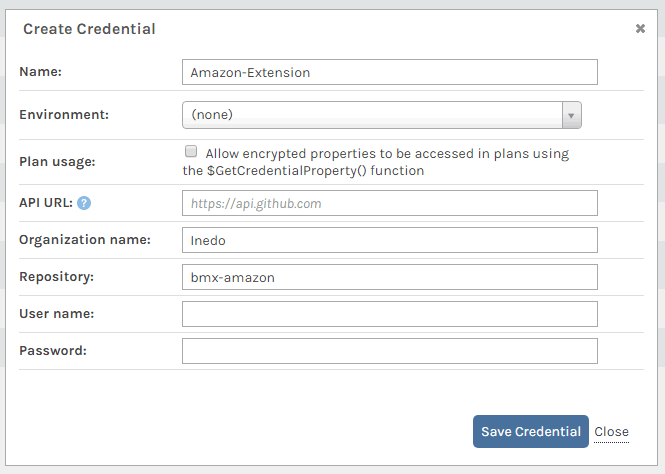 Create Credential ✖
Name: Amazon-Extension
Environment: (none)
Plan usage: Allow encrypted properties to be accessed in plans using
the $GetCredentialProperty() function
API URL: ? https://api.github.com
Organization name: Inedo
Repository: bmx-amazon
User name:
Password:
Save Credential Close